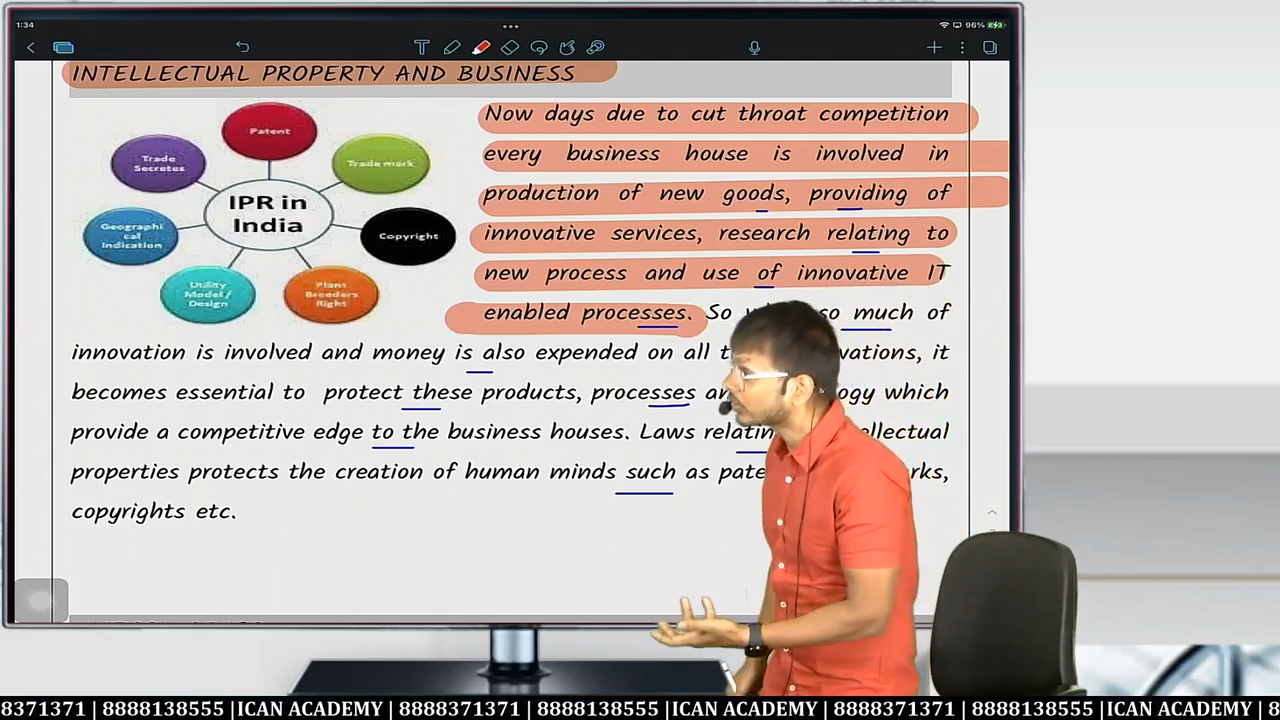 1:34
96%
INTELLECTUAL PROPERTY AND BUSINESS
Patent
Trade Secretes
Trade mark
IPR in India
Geographi cal Indication
Copyright
Utility Model / Design
Plant Breeders Right
Now days due to cut throat competition
every business house is involved in
production of new goods, providing of
innovative services, research relating to
new process and use of innovative IT
enabled processes. So so much of
innovation is involved and money is also expended on all it
becomes essential to protect these products, processes which
provide a competitive edge to the business houses. Laws
properties protects the creation of human minds such as
copyrights etc.
8371371 | 8888138555 |ICAN ACADEMY | 8888371371 | 8888138555 |ICAN ACADEMY | 8888371371 | 8888138555 |ICAN ACADEMY | 8